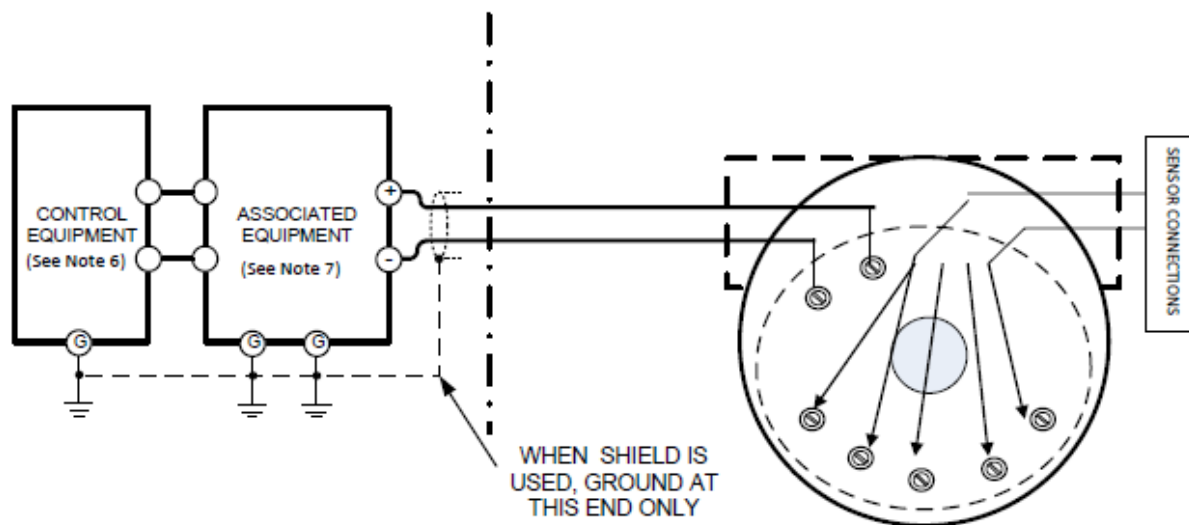 CONTROL
EQUIPMENT
(See Note 6)
ASSOCIATED
EQUIPMENT
(See Note 7)
+
-
G
G
G
WHEN SHIELD IS
USED, GROUND AT
THIS END ONLY
SENSOR CONNECTIONS